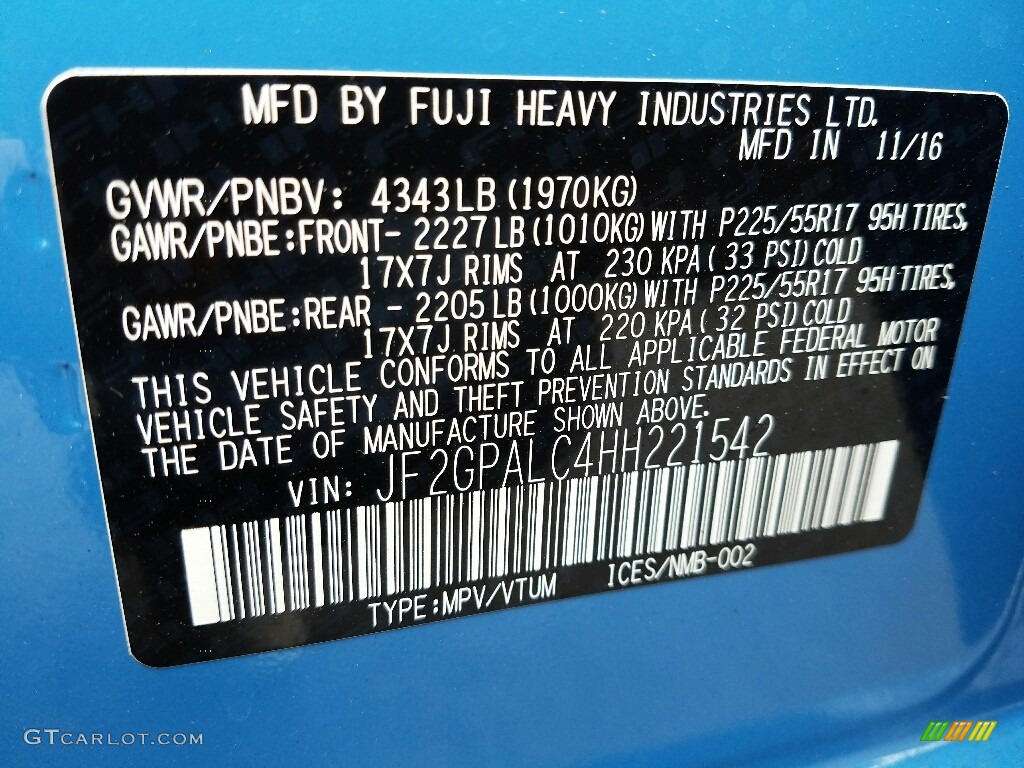 MFD BY FUJI HEAVY INDUSTRIES LTD.
MFD IN 11/16
GVWR/PNBV: 4343LB (1970KG)
GAWR/PNBE:FRONT- 2227LB (1010KG) WITH P225/55R17 95H TIRES,
17X7J RIMS AT 230 KPA ( 33 PSI) COLD
GAWR/PNBE:REAR - 2205LB (1000KG) WITH P225/55R17 95H TIRES,
17X7J RIMS AT 220 KPA ( 32 PSI) COLD
THIS VEHICLE CONFORMS TO ALL APPLICABLE FEDERAL MOTOR
VEHICLE SAFETY AND THEFT PREVENTION STANDARDS IN EFFECT ON
THE DATE OF MANUFACTURE SHOWN ABOVE.
VIN: JF2GPALC4HH221542
TYPE:MPV/VTUM ICES/NMB-002
GTCARLOT.COM